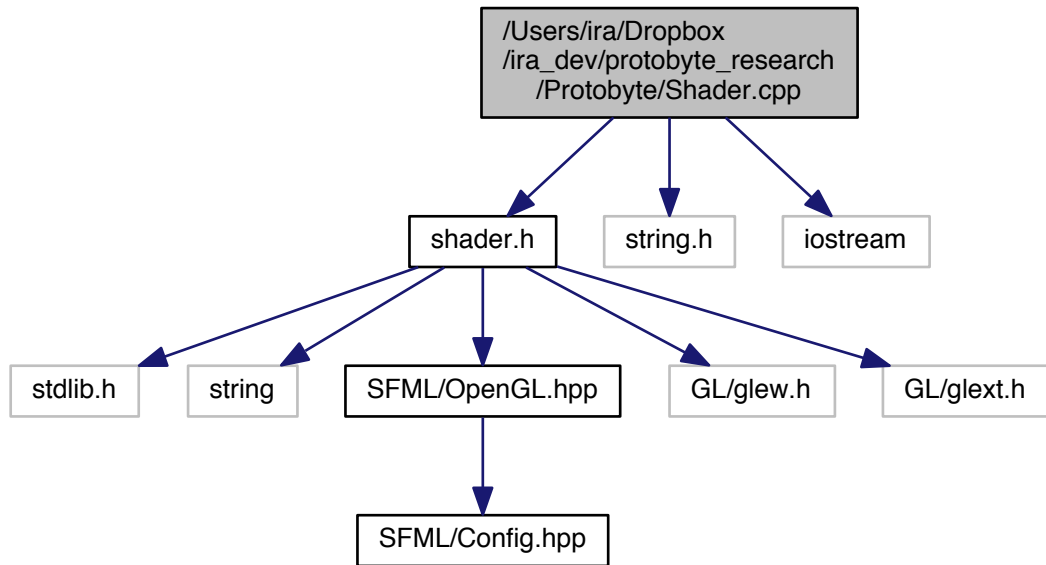 /Users/ira/Dropbox
/ira_dev/protobyte_research
/Protobyte/Shader.cpp
shader.h
string.h
iostream
stdlib.h
string
SFML/OpenGL.hpp
GL/glew.h
GL/glext.h
SFML/Config.hpp